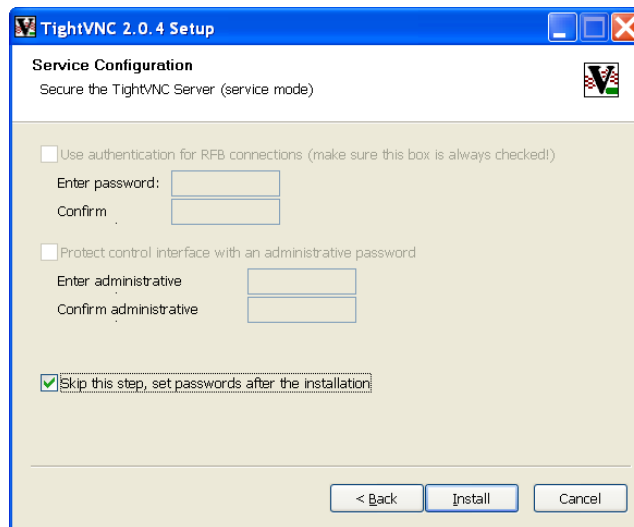 TightVNC 2.0.4 Setup
Service Configuration
Secure the TightVNC Server (service mode)
Use authentication for RFB connections (make sure this box is always checked!)
Enter password:
Confirm
Protect control interface with an administrative password
Enter administrative
Confirm administrative
Skip this step, set passwords after the installation
< Back Install Cancel